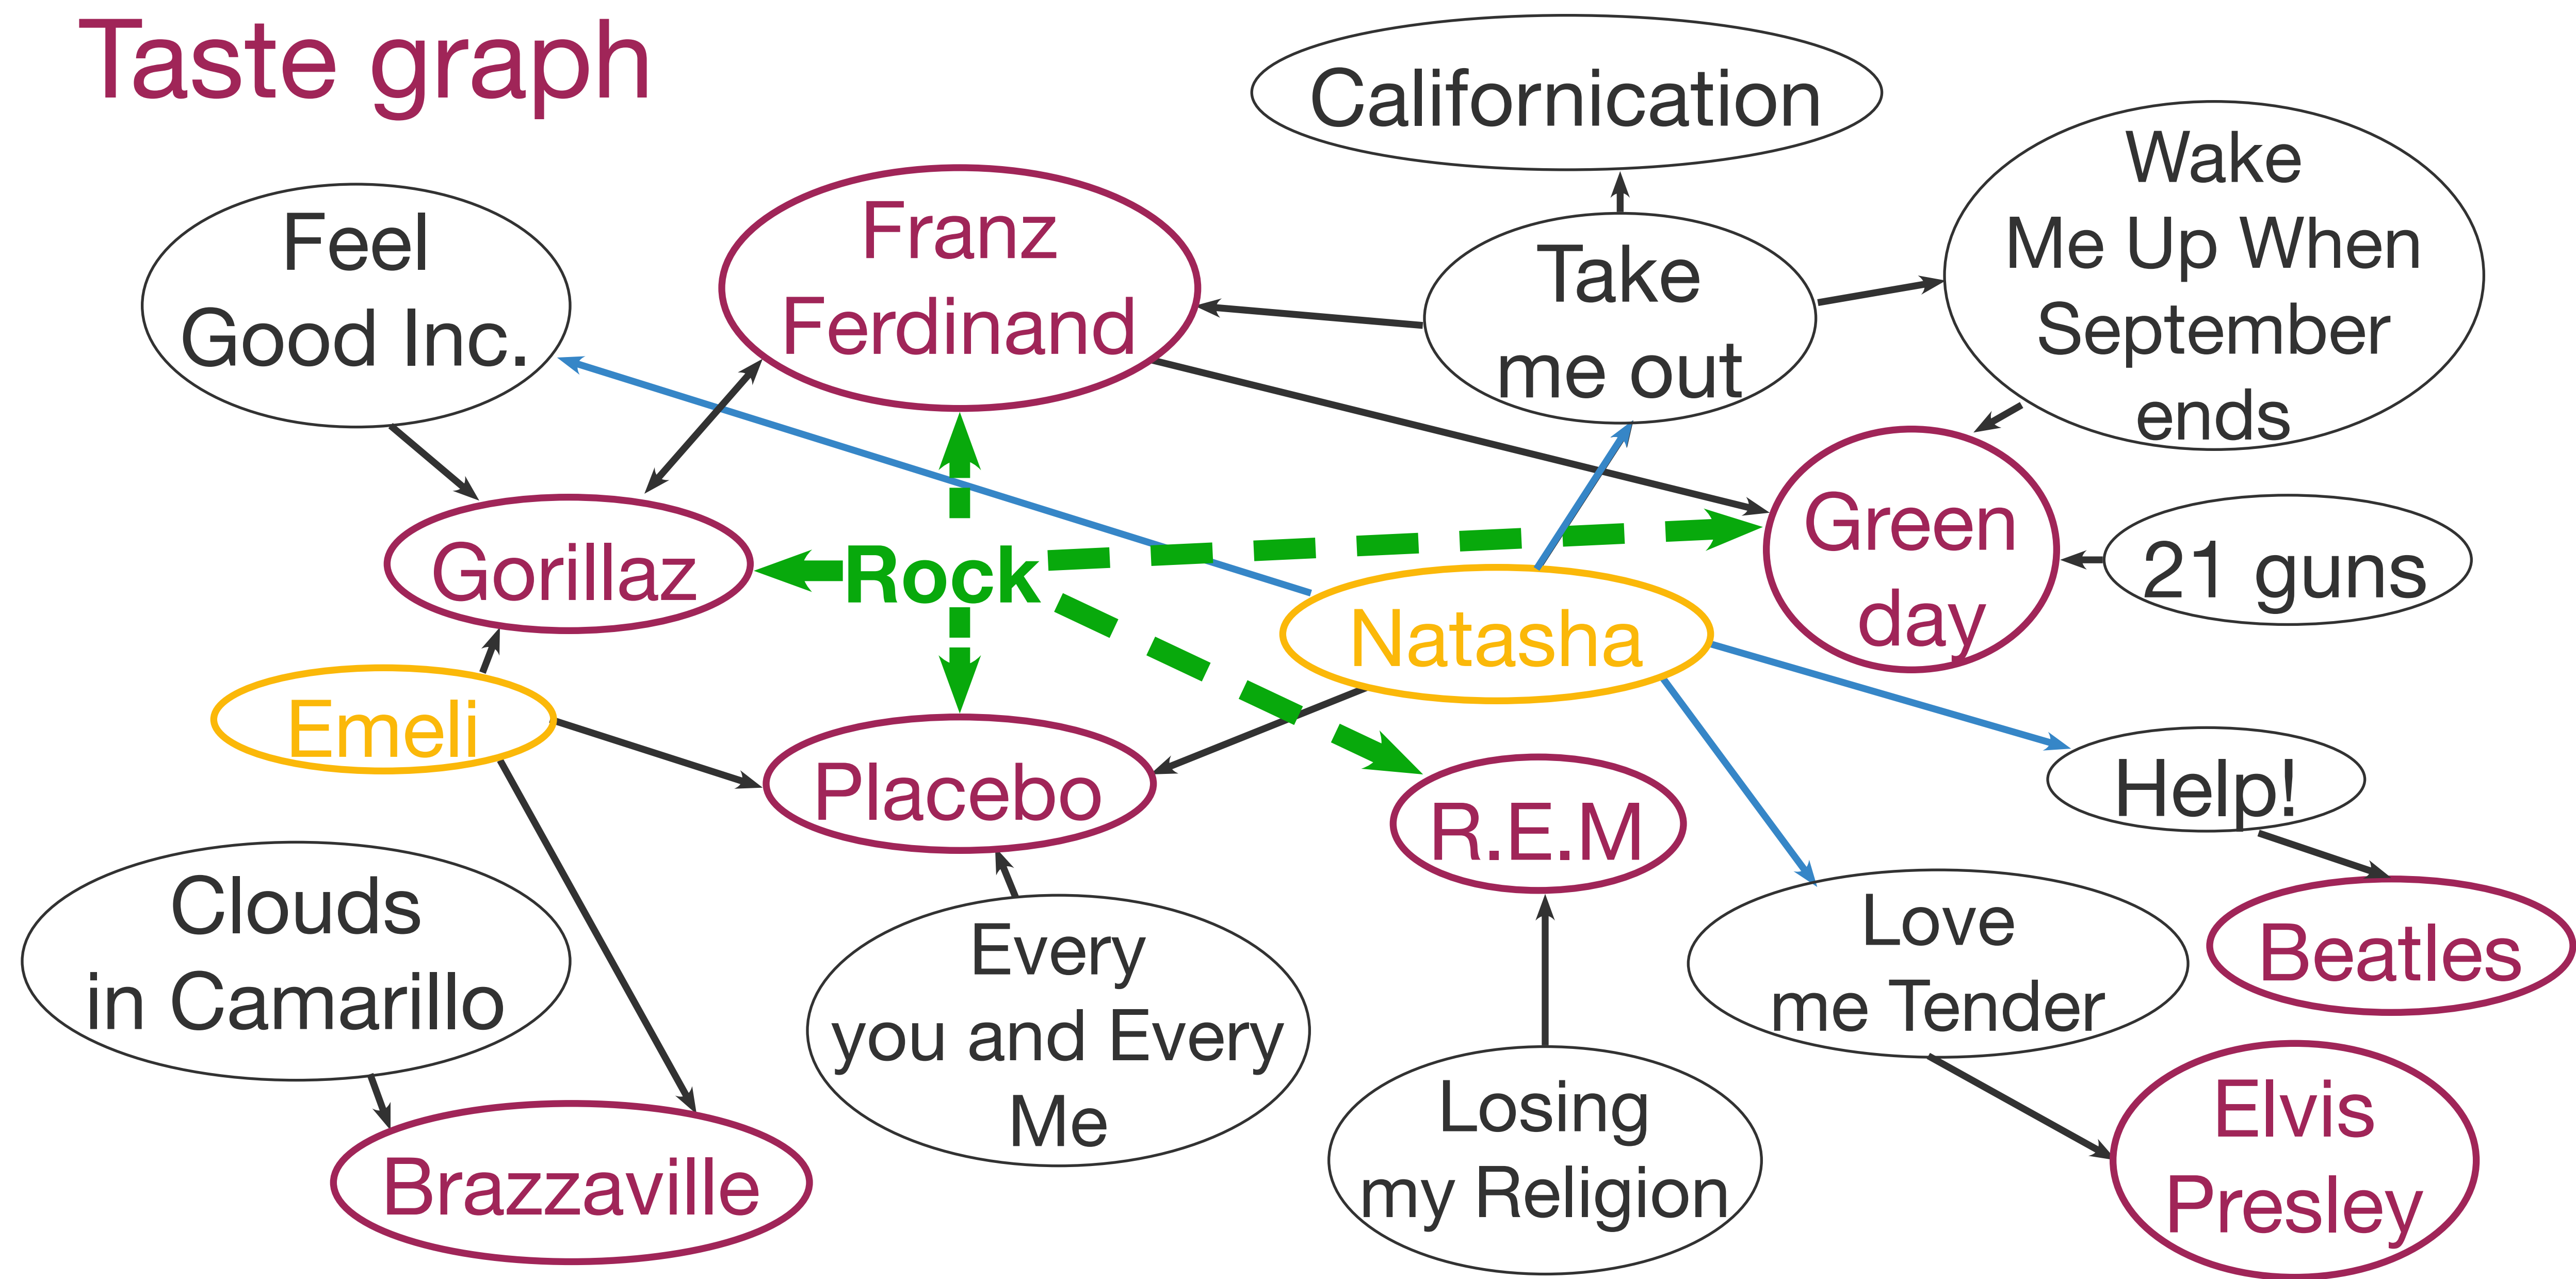 Taste graph
Californication
Wake
Me Up When
September
ends
Feel
Good Inc.
Franz
Ferdinand
Take
me out
Green
day
21 guns
Gorillaz
Rock
Natasha
Emeli
Placebo
R.E.M
Help!
Clouds
in Camarillo
Every
you and Every
Me
Love
me Tender
Beatles
Losing
my Religion
Brazzaville
Elvis
Presley